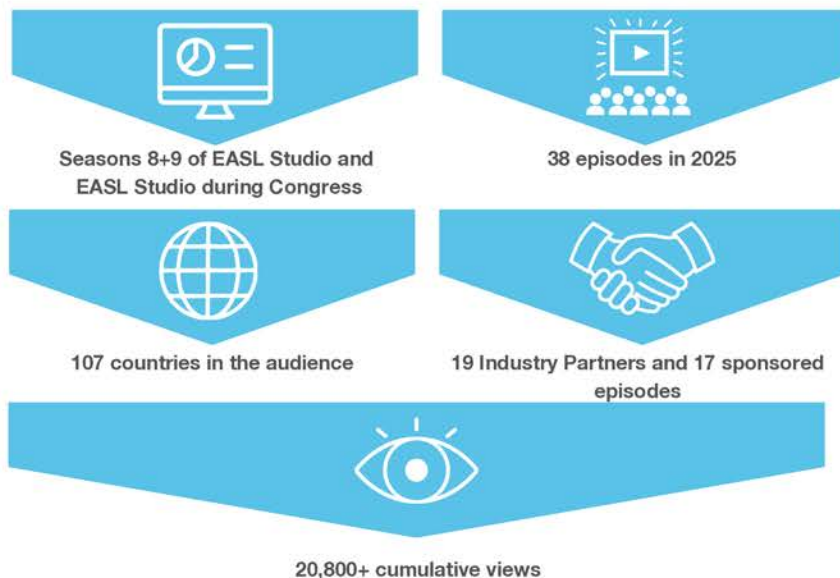 Seasons 8+9 of EASL Studio and
EASL Studio during Congress
38 episodes in 2025
107 countries in the audience
19 Industry Partners and 17 sponsored
episodes
20,800+ cumulative views